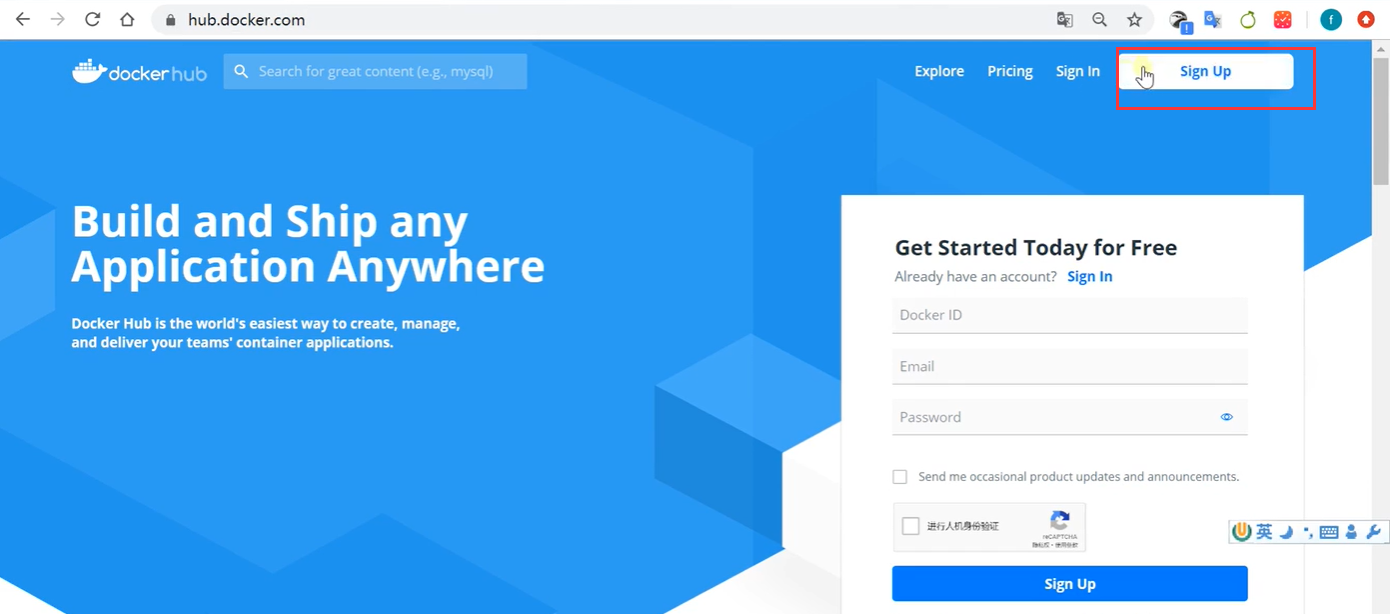 hub.docker.com
f
docker hub
Search for great content (e.g., mysql)
Explore
Pricing
Sign In
Sign Up
Build and Ship any
Application Anywhere
Docker Hub is the world's easiest way to create, manage,
and deliver your teams' container applications.
Get Started Today for Free
Already have an account? Sign In
Docker ID
Email
Password
Send me occasional product updates and announcements.
进行人机身份验证
reCAPTCHA
隐私权 - 使用条款
Sign Up
英